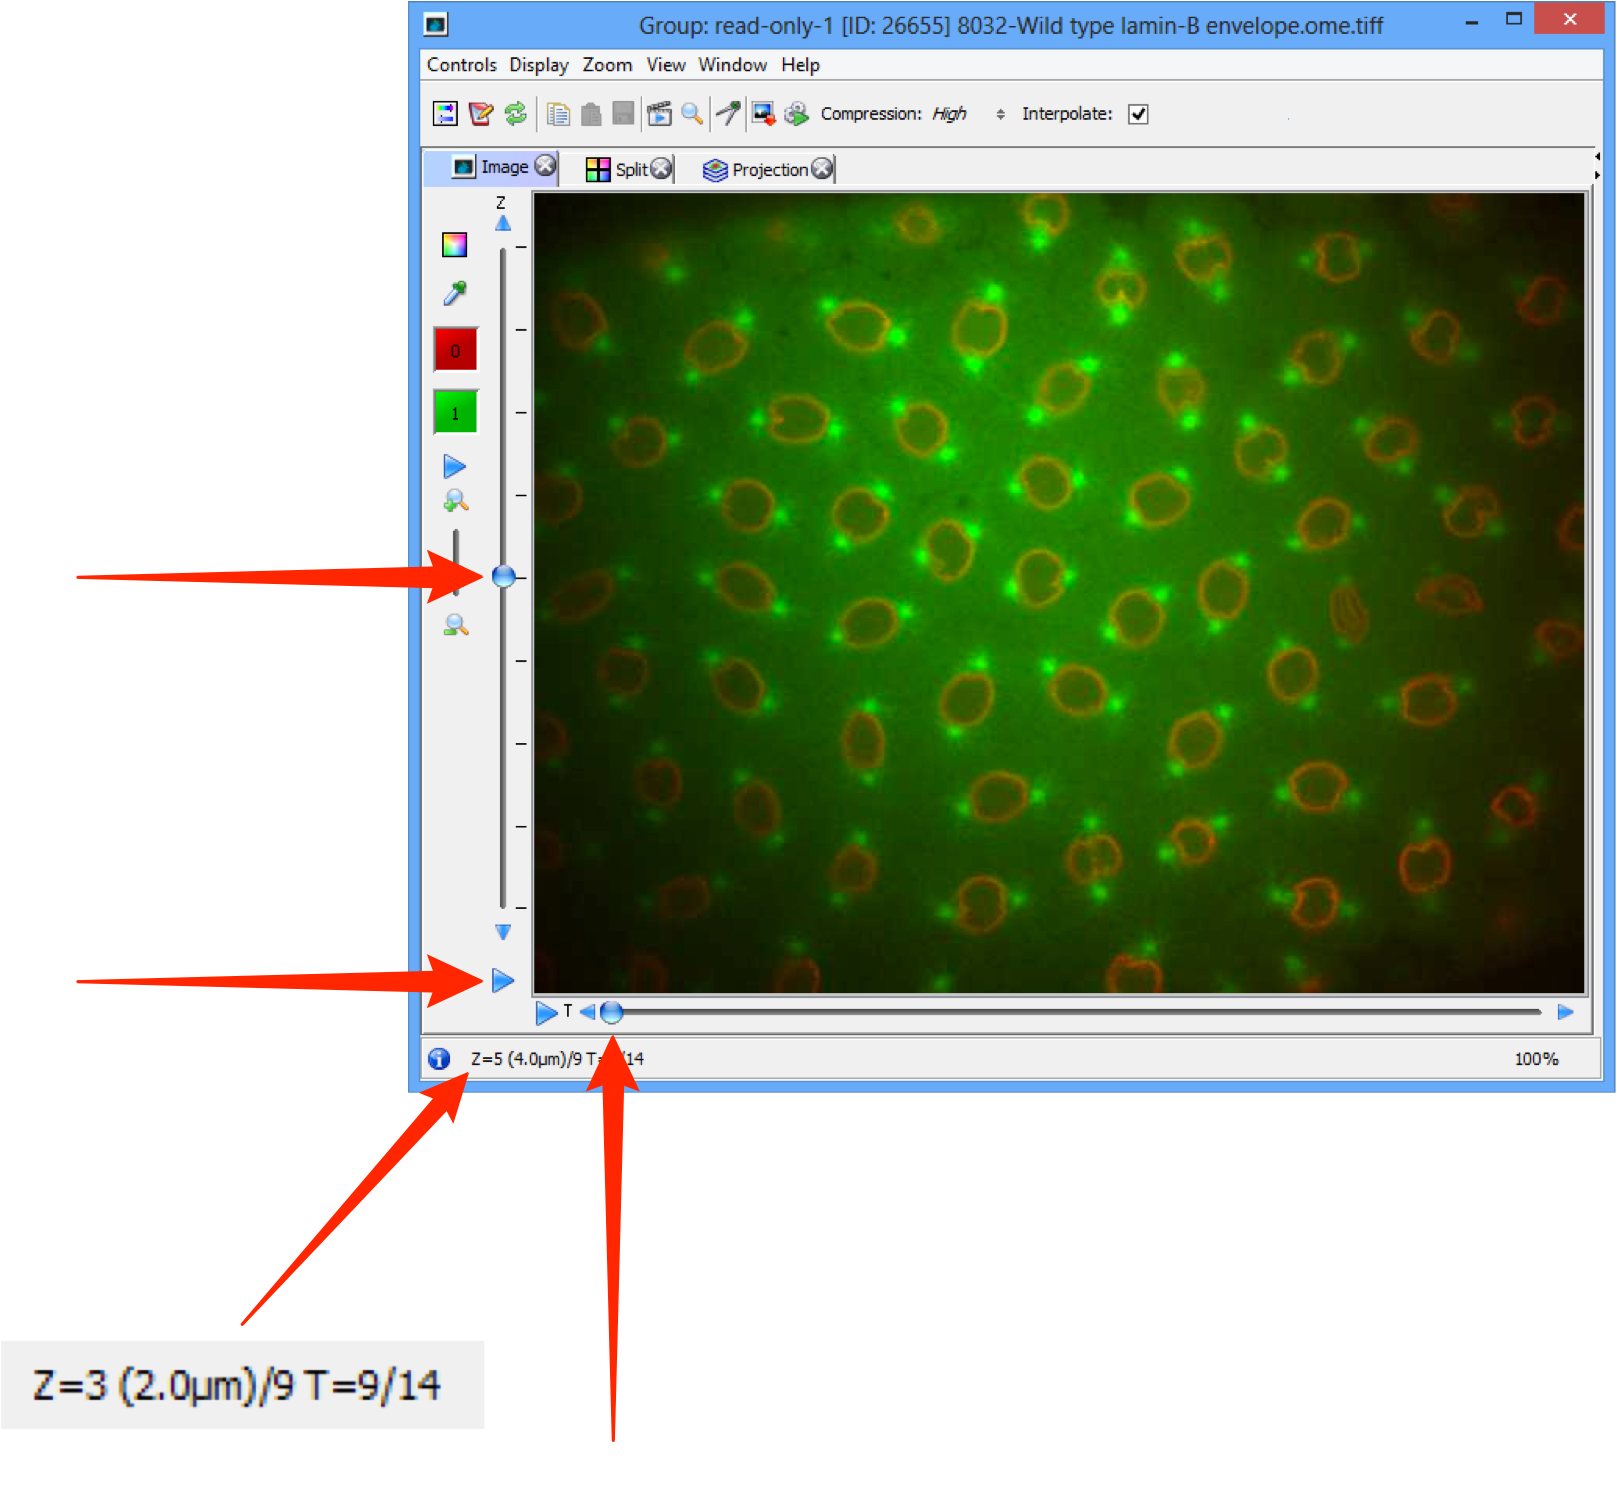 Group: read-only-1 [ID: 26655] 8032-Wild type lamin-B envelope.ome.tiff
Controls Display Zoom View Window Help
Compression: High Interpolate:
Image Split Projection
Z
0
1
T
Z=5 (4.0µm)/9 T= /14 100%
Z=3 (2.0µm)/9 T=9/14